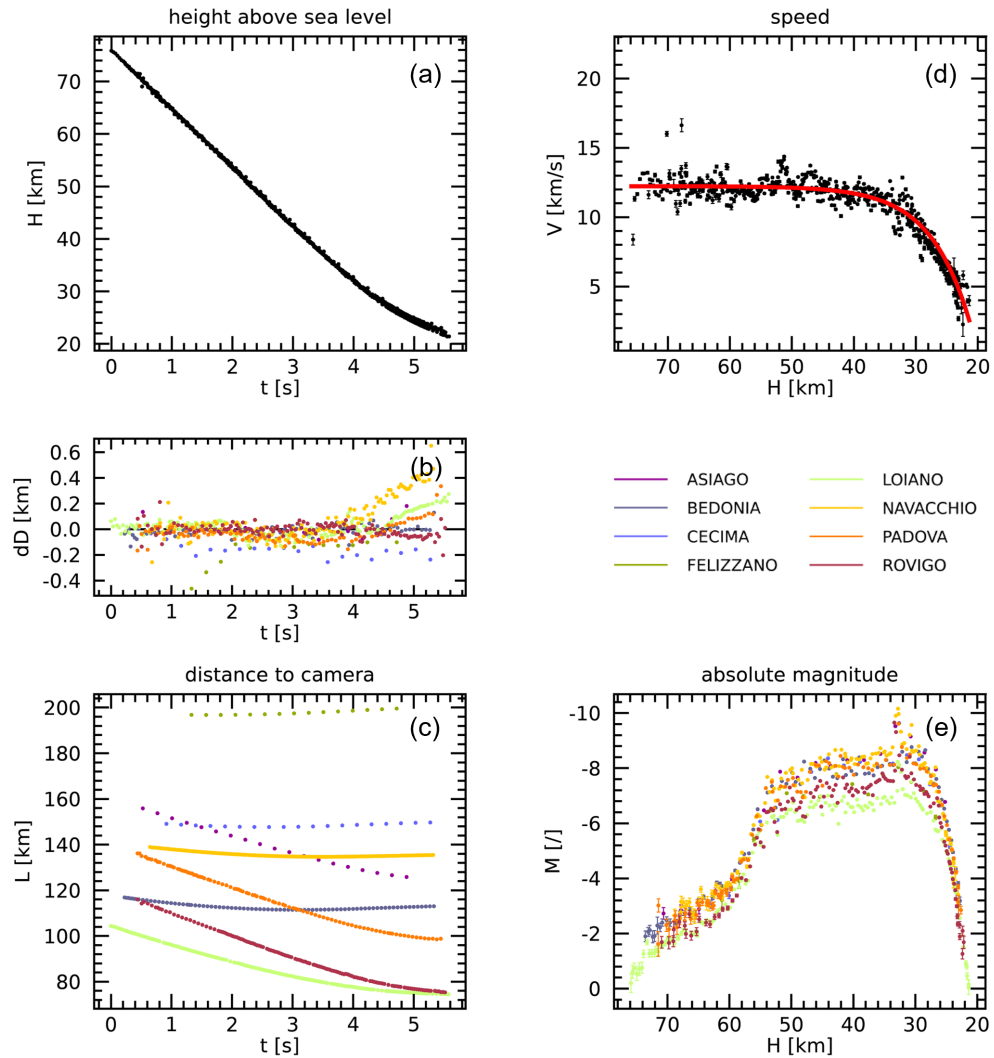 height above sea level
(a)
H [km]
70
60
50
40
30
20
0 1 2 3 4 5
t [s]
speed
(d)
V [km/s]
20
15
10
5
70 60 50 40 30 20
H [km]
(b)
dD [km]
0.6
0.4
0.2
0.0
-0.2
-0.4
0 1 2 3 4 5
t [s]
ASIAGO
BEDONIA
CECIMA
FELIZZANO
LOIANO
NAVACCHIO
PADOVA
ROVIGO
distance to camera
(c)
L [km]
200
180
160
140
120
100
80
0 1 2 3 4 5
t [s]
absolute magnitude
(e)
M [/]
-10
-8
-6
-4
-2
0
70 60 50 40 30 20
H [km]